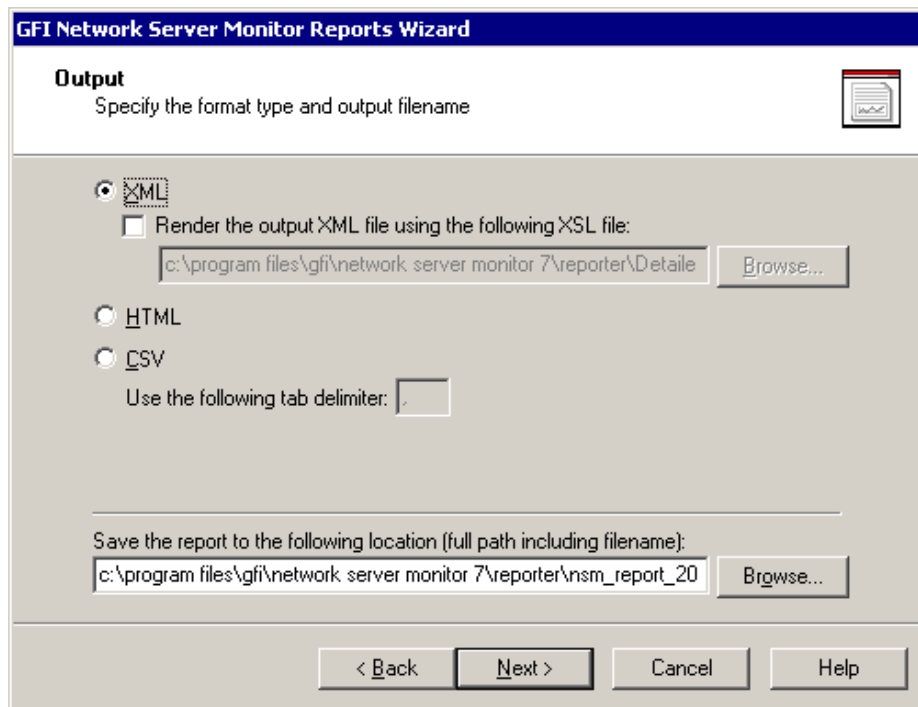 GFI Network Server Monitor Reports Wizard
Output
Specify the format type and output filename
XML
Render the output XML file using the following XSL file:
c:\program files\gfi\network server monitor 7\reporter\Detaile
Browse...
HTML
CSV
Use the following tab delimiter: ,
Save the report to the following location (full path including filename):
c:\program files\gfi\network server monitor 7\reporter\nsm_report_20
Browse...
< Back Next > Cancel Help